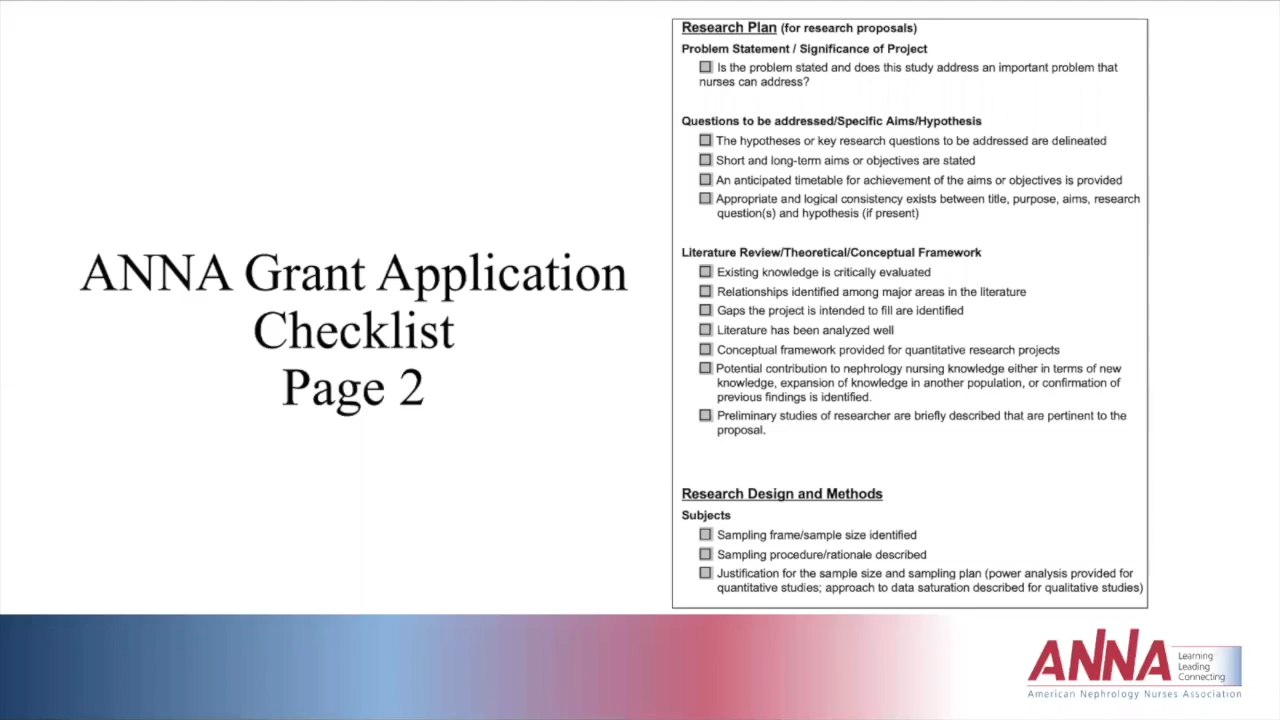 ANNA Grant Application
Checklist
Page 2
Research Plan (for research proposals)
Problem Statement / Significance of Project
Is the problem stated and does this study address an important problem that
nurses can address?
Questions to be addressed/Specific Aims/Hypothesis
The hypotheses or key research questions to be addressed are delineated
Short and long-term aims or objectives are stated
An anticipated timetable for achievement of the aims or objectives is provided
Appropriate and logical consistency exists between title, purpose, aims, research
question(s) and hypothesis (if present)
Literature Review/Theoretical/Conceptual Framework
Existing knowledge is critically evaluated
Relationships identified among major areas in the literature
Gaps the project is intended to fill are identified
Literature has been analyzed well
Conceptual framework provided for quantitative research projects
Potential contribution to nephrology nursing knowledge either in terms of new
knowledge, expansion of knowledge in another population, or confirmation of
previous findings is identified.
Preliminary studies of researcher are briefly described that are pertinent to the
proposal.
Research Design and Methods
Subjects
Sampling frame/sample size identified
Sampling procedure/rationale described
Justification for the sample size and sampling plan (power analysis provided for
quantitative studies; approach to data saturation described for qualitative studies)
ANNA
Learning
Leading
Connecting
American Nephrology Nurses Association